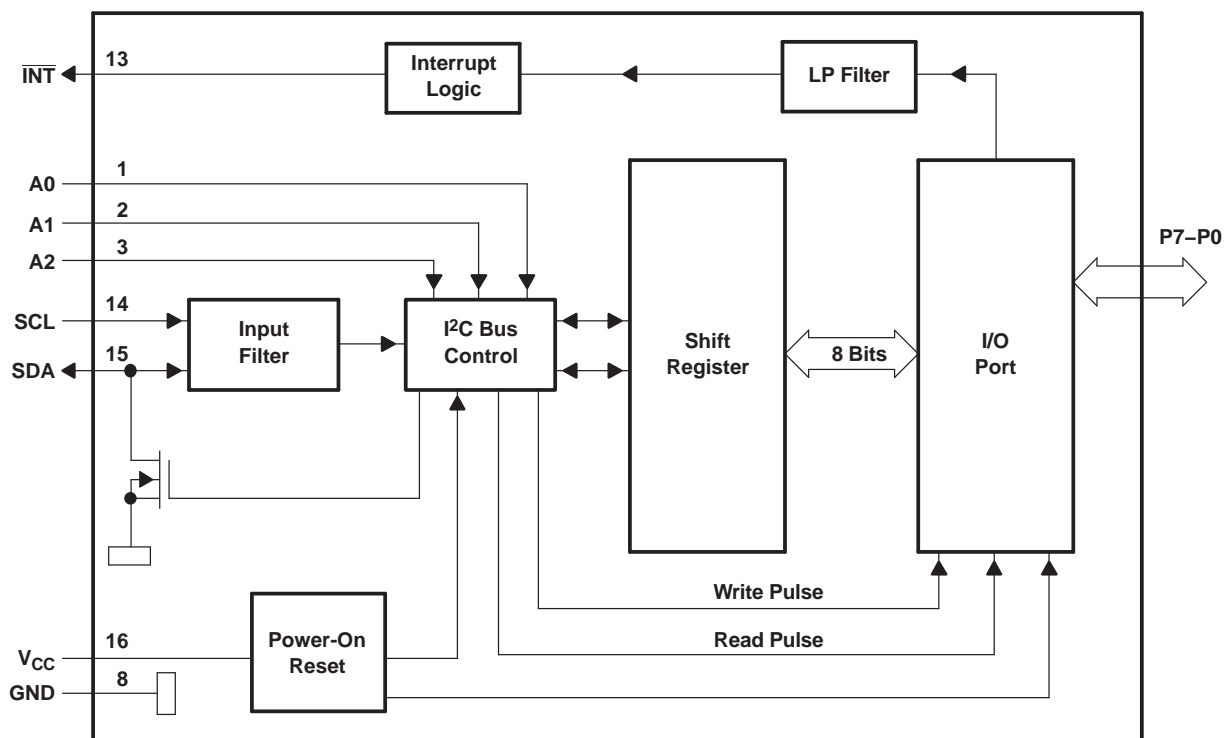 INT
13
Interrupt
Logic
LP Filter
A0
1
A1
2
A2
3
SCL
14
SDA
15
Input
Filter
I²C Bus
Control
Shift
Register
8 Bits
I/O
Port
P7–P0
Write Pulse
Read Pulse
Power-On
Reset
VCC
16
GND
8